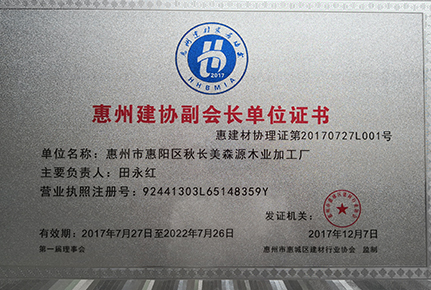 2017
HHBMIA
惠州建协副会长单位证书
惠建材协理证第20170727L001号
单位名称：惠州市惠阳区秋长美森源木业加工厂
主要负责人：田永红
营业执照注册号：92441303L65148359Y
发证机关：
有效期：2017年7月27日至2022年7月26日
2017年12月7日
第一届理事会
惠州市惠城区建材行业协会 监制